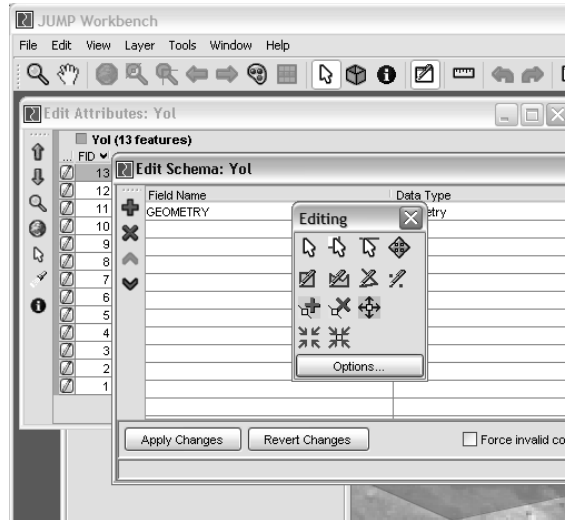 JUMP Workbench
File Edit View Layer Tools Window Help
Edit Attributes: Yol
Yol (13 features)
... FID
13
12
11
10
9
8
7
6
5
4
3
2
1
Edit Schema: Yol
Field Name Data Type
GEOMETRY etry
Editing
Options...
Apply Changes Revert Changes Force invalid co